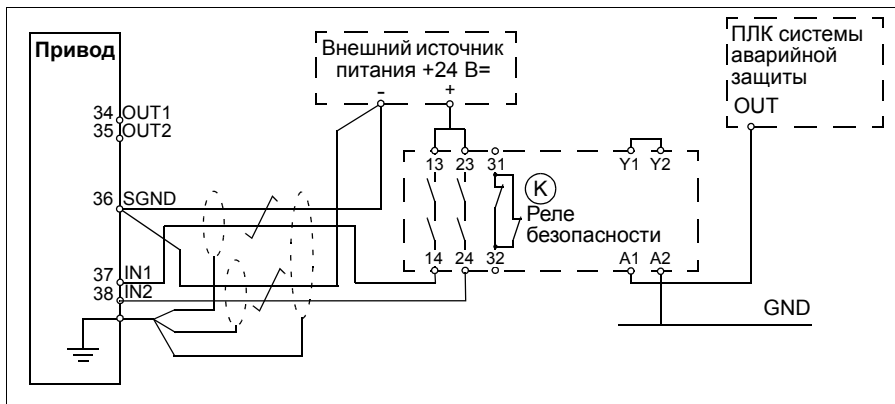 Привод
Внешний источник
питания +24 В=
- +
ПЛК системы
аварийной
защиты
OUT
34 OUT1
35 OUT2
13 23 31
Y1 Y2
36 SGND
K
Реле
безопасности
14 24 32
A1 A2
37 IN1
38 IN2
GND